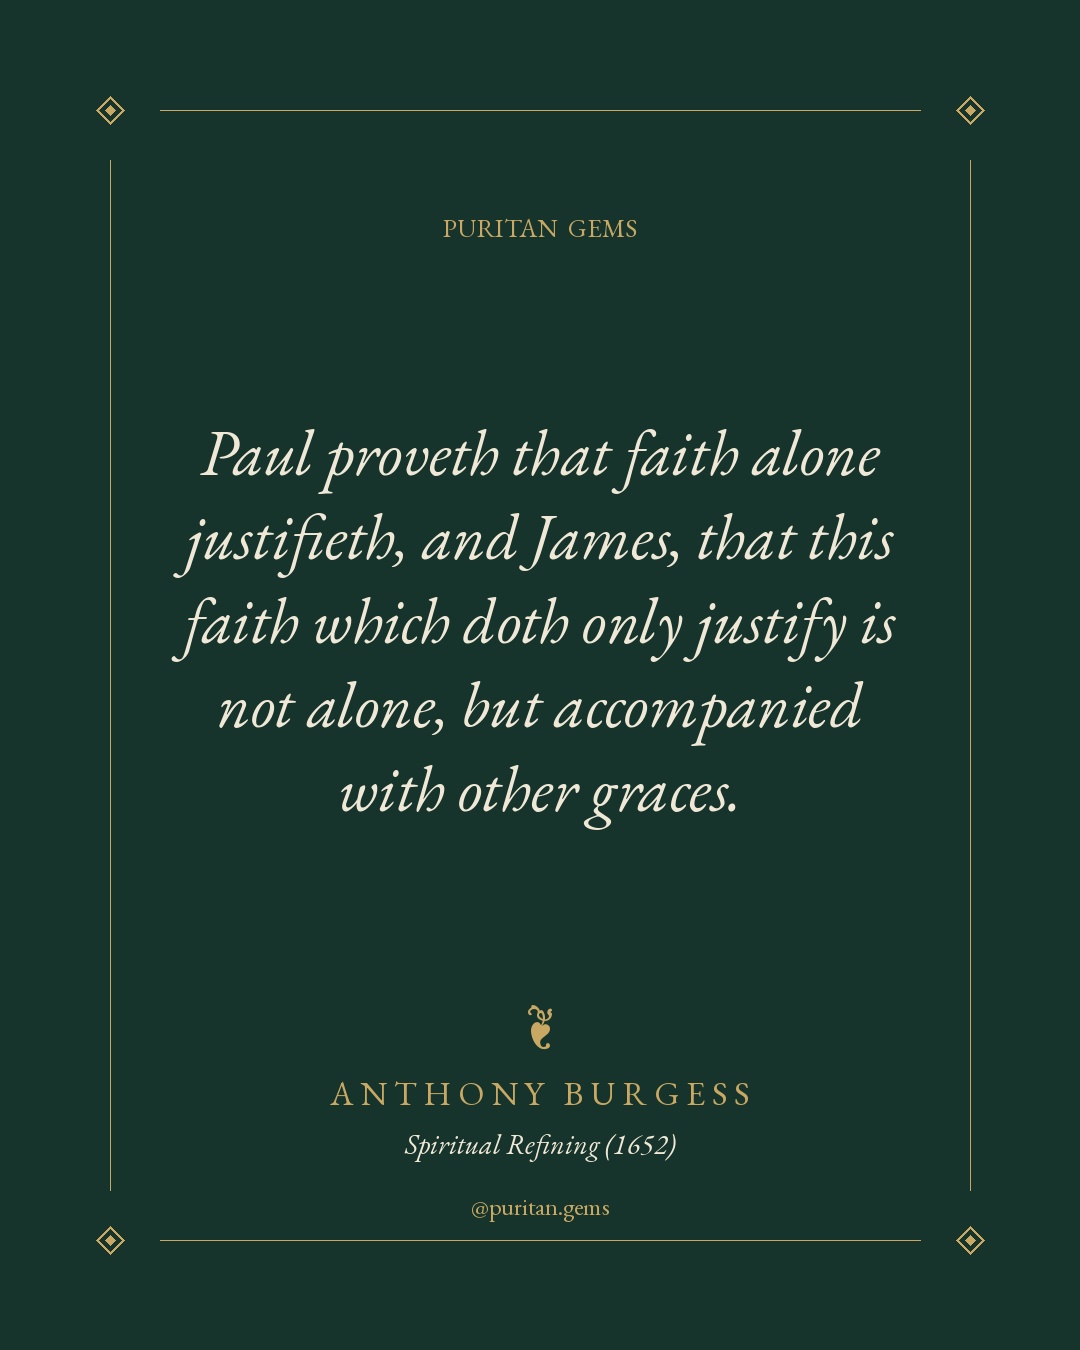 PURITAN GEMS
Paul proveth that faith alone
justifieth, and James, that this
faith which doth only justify is
not alone, but accompanied
with other graces.
ANTHONY BURGESS
Spiritual Refining (1652)
@puritan.gems